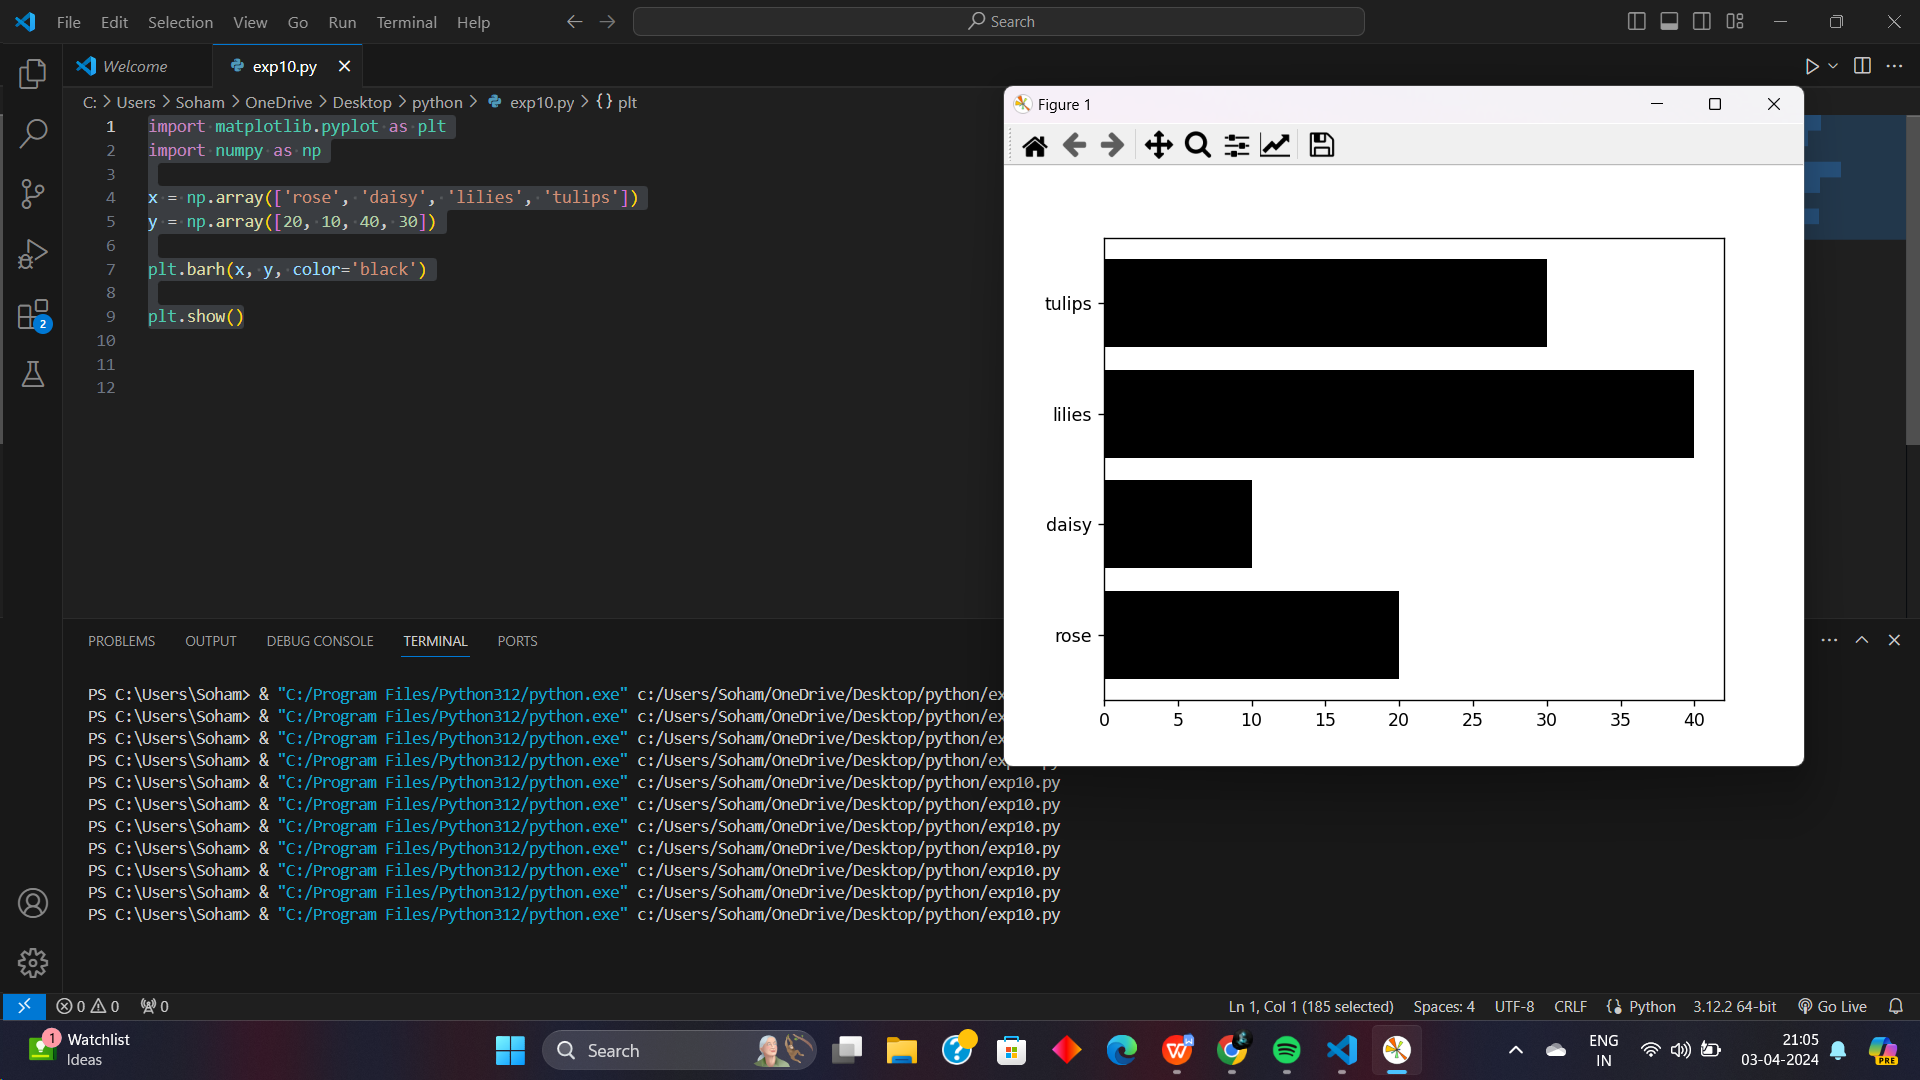 File Edit Selection View Go Run Terminal Help
Search
Welcome
exp10.py
C: > Users > Soham > OneDrive > Desktop > python > exp10.py > {} plt
1 import matplotlib.pyplot as plt
2 import numpy as np
3
4 x = np.array(['rose', 'daisy', 'lilies', 'tulips'])
5 y = np.array([20, 10, 40, 30])
6
7 plt.barh(x, y, color='black')
8
9 plt.show()
10
11
12
2
Figure 1
tulips
lilies
daisy
rose
0 5 10 15 20 25 30 35 40
PROBLEMS OUTPUT DEBUG CONSOLE TERMINAL PORTS
PS C:\Users\Soham> & "C:/Program Files/Python312/python.exe" c:/Users/Soham/OneDrive/Desktop/python/ex
PS C:\Users\Soham> & "C:/Program Files/Python312/python.exe" c:/Users/Soham/OneDrive/Desktop/python/ex
PS C:\Users\Soham> & "C:/Program Files/Python312/python.exe" c:/Users/Soham/OneDrive/Desktop/python/ex
PS C:\Users\Soham> & "C:/Program Files/Python312/python.exe" c:/Users/Soham/OneDrive/Desktop/python/ex
PS C:\Users\Soham> & "C:/Program Files/Python312/python.exe" c:/Users/Soham/OneDrive/Desktop/python/exp10.py
PS C:\Users\Soham> & "C:/Program Files/Python312/python.exe" c:/Users/Soham/OneDrive/Desktop/python/exp10.py
PS C:\Users\Soham> & "C:/Program Files/Python312/python.exe" c:/Users/Soham/OneDrive/Desktop/python/exp10.py
PS C:\Users\Soham> & "C:/Program Files/Python312/python.exe" c:/Users/Soham/OneDrive/Desktop/python/exp10.py
PS C:\Users\Soham> & "C:/Program Files/Python312/python.exe" c:/Users/Soham/OneDrive/Desktop/python/exp10.py
PS C:\Users\Soham> & "C:/Program Files/Python312/python.exe" c:/Users/Soham/OneDrive/Desktop/python/exp10.py
PS C:\Users\Soham> & "C:/Program Files/Python312/python.exe" c:/Users/Soham/OneDrive/Desktop/python/exp10.py
0 0 0 Ln 1, Col 1 (185 selected) Spaces: 4 UTF-8 CRLF Python 3.12.2 64-bit Go Live
1 Watchlist
Ideas
Search
ENG
IN
21:05
03-04-2024
PRE